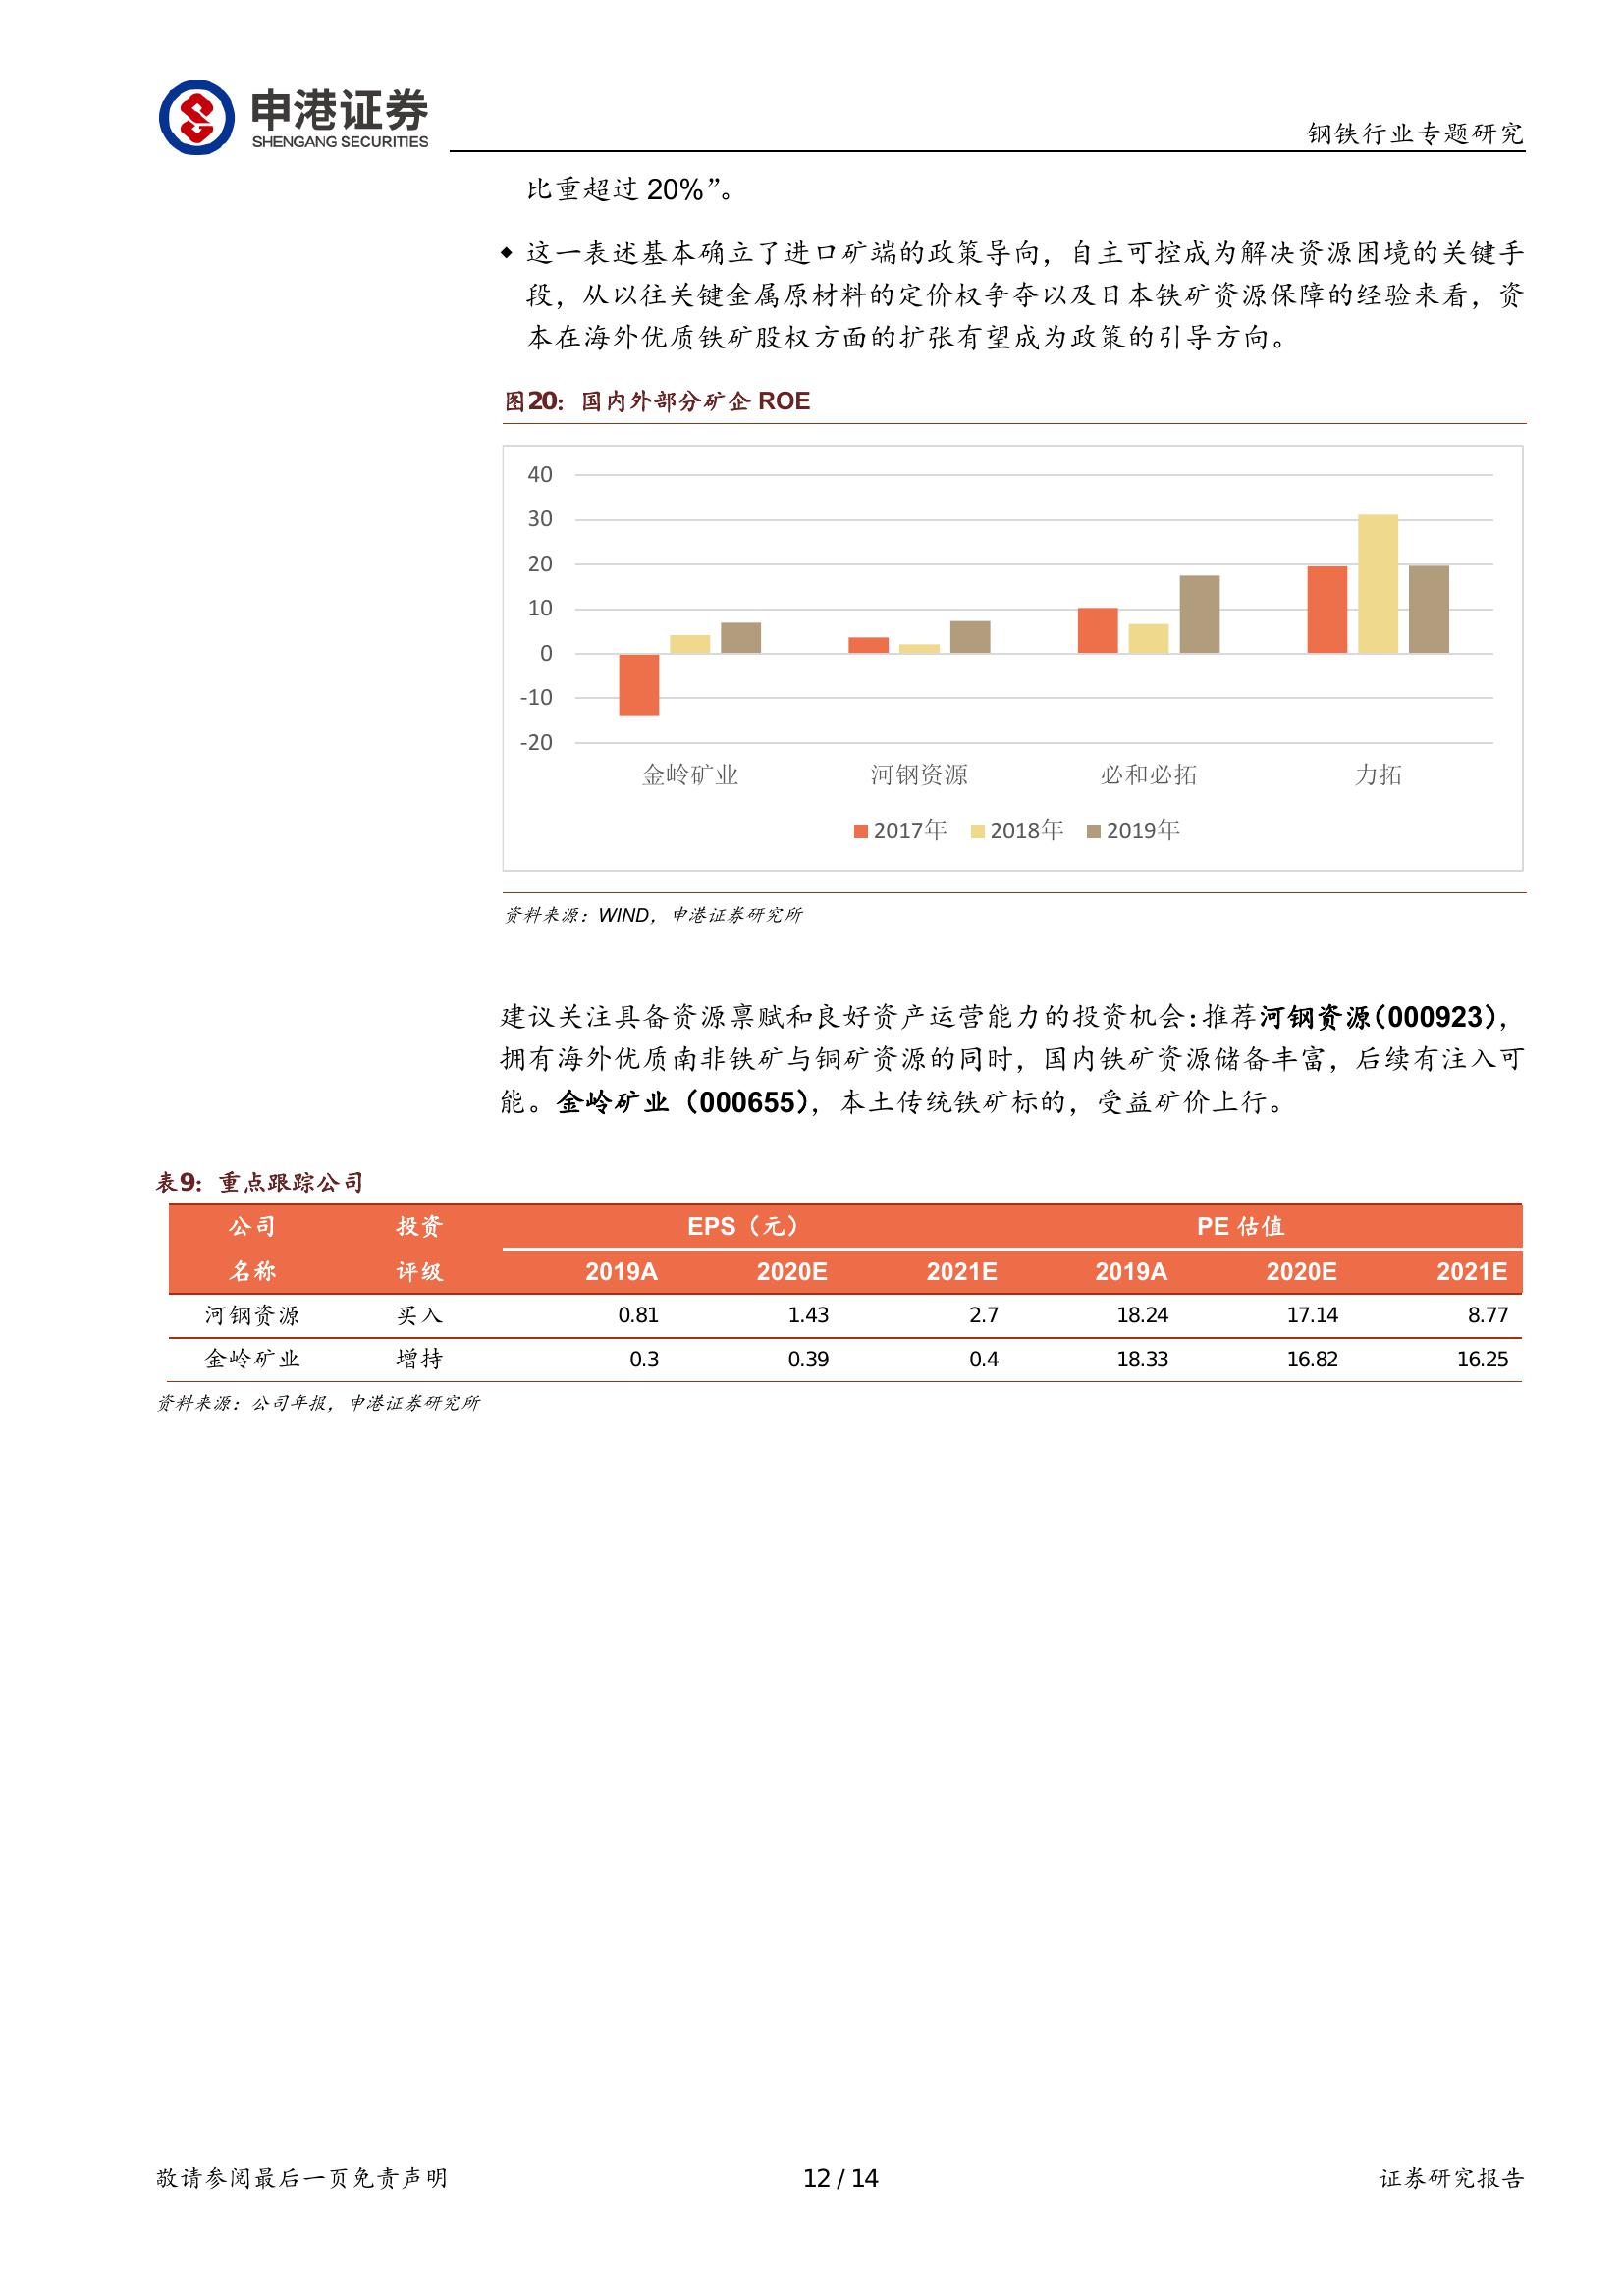 申港证券
SHENGANG SECURITIES
钢铁行业专题研究
比重超过 20%”。
◆ 这一表述基本确立了进口矿端的政策导向，自主可控成为解决资源困境的关键手
段，从以往关键金属原材料的定价权争夺以及日本铁矿资源保障的经验来看，资
本在海外优质铁矿股权方面的扩张有望成为政策的引导方向。
图20：国内外部分矿企 ROE
40
30
20
10
0
-10
-20
金岭矿业 河钢资源 必和必拓 力拓
2017年 2018年 2019年
资料来源：WIND，申港证券研究所
建议关注具备资源禀赋和良好资产运营能力的投资机会：推荐河钢资源（000923），
拥有海外优质南非铁矿与铜矿资源的同时，国内铁矿资源储备丰富，后续有注入可
能。金岭矿业（000655），本土传统铁矿标的，受益矿价上行。
表9：重点跟踪公司
公司 投资 EPS（元） PE 估值
名称 评级 2019A 2020E 2021E 2019A 2020E 2021E
河钢资源 买入 0.81 1.43 2.7 18.24 17.14 8.77
金岭矿业 增持 0.3 0.39 0.4 18.33 16.82 16.25
资料来源：公司年报，申港证券研究所
敬请参阅最后一页免责声明 12 / 14 证券研究报告